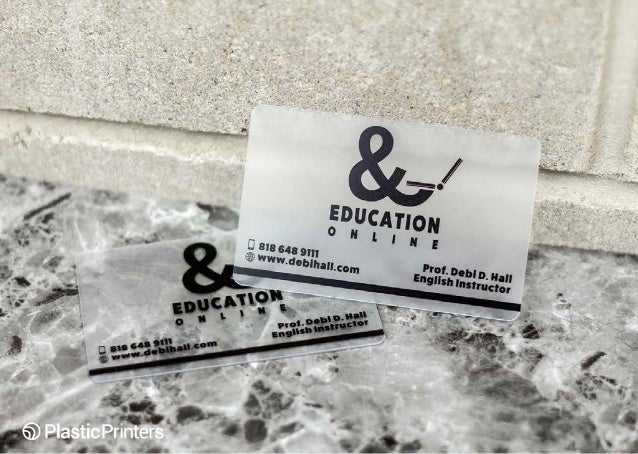 &
EDUCATION
ONLINE
818 648 9111
www.debihall.com
Prof. Debi D. Hall
English Instructor
&
EDUCATION
ONLINE
818 648 9111
www.debihall.com
Prof. Debi D. Hall
English Instructor
PlasticPrinters